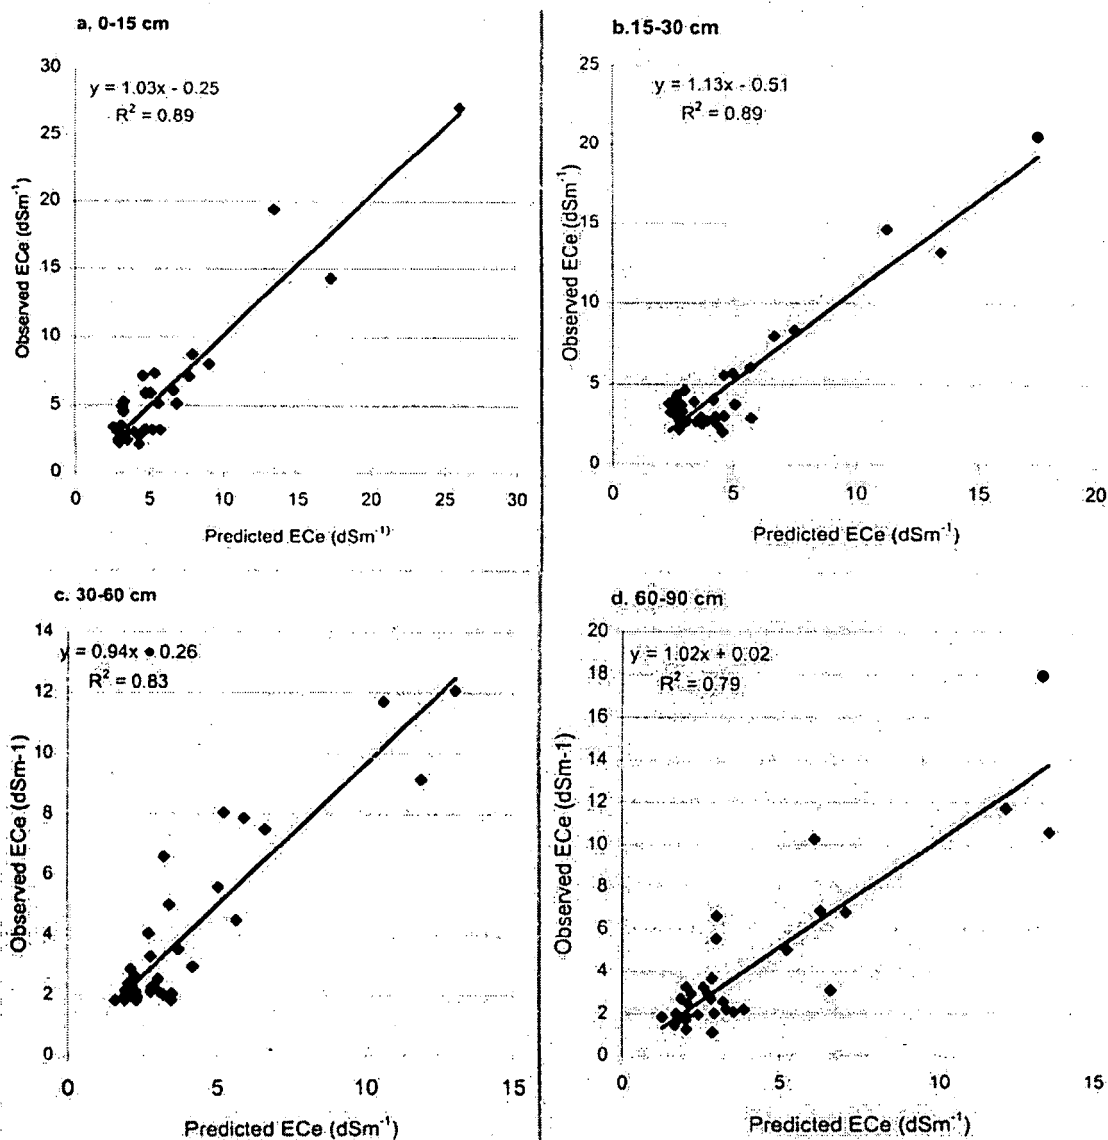 a. 0-15 cm
30
y = 1.03x - 0.25
R² = 0.89
25
20
15
10
5
0
0 5 10 15 20 25 30
Observed ECe (dSm⁻¹)
Predicted ECe (dSm⁻¹)
b.15-30 cm
25
y = 1.13x - 0.51
R² = 0.89
20
15
10
5
0
0 5 10 15 20
Observed ECe (dSm⁻¹)
Predicted ECe (dSm⁻¹)
c. 30-60 cm
14
y = 0.94x 0.26
R² = 0.83
12
10
8
6
4
2
0
0 5 10 15
Observed ECe (dSm-1)
Predicted ECe (dSm⁻¹)
d. 60-90 cm
20
y = 1.02x + 0.02
R² = 0.79
18
16
14
12
10
8
6
4
2
0
0 5 10 15
Observed ECe (dSm-1)
Predicted ECe (dSm⁻¹)